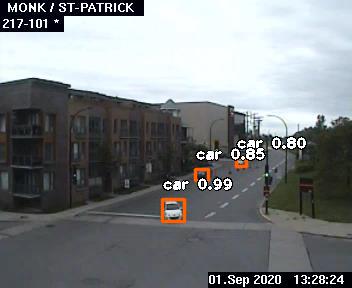 MONK / ST-PATRICK
217-101 *
car 0.80
car 0.85
car 0.99
01.Sep 2020 13:28:24